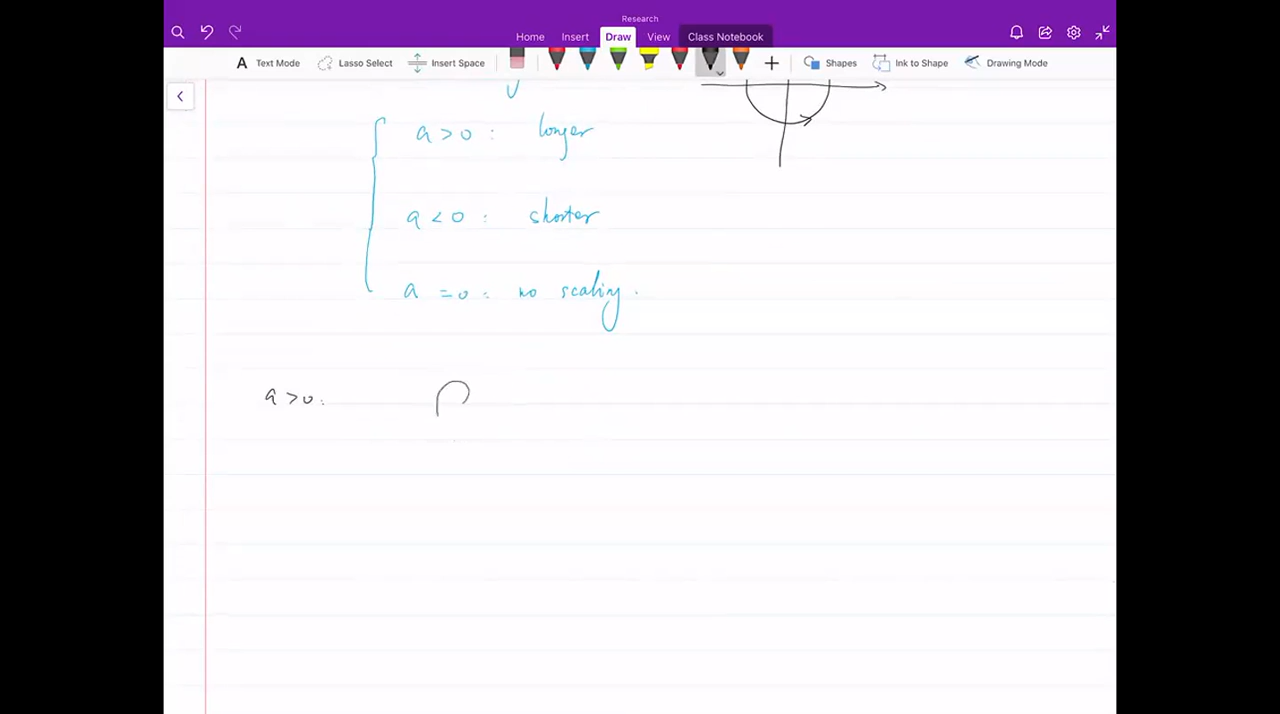 Research
Home Insert Draw View Class Notebook
A Text Mode Lasso Select Insert Space Shapes Ink to Shape Drawing Mode
a > 0 : longer
a < 0 : shorter
a = 0 : no scaling.
a > 0 :